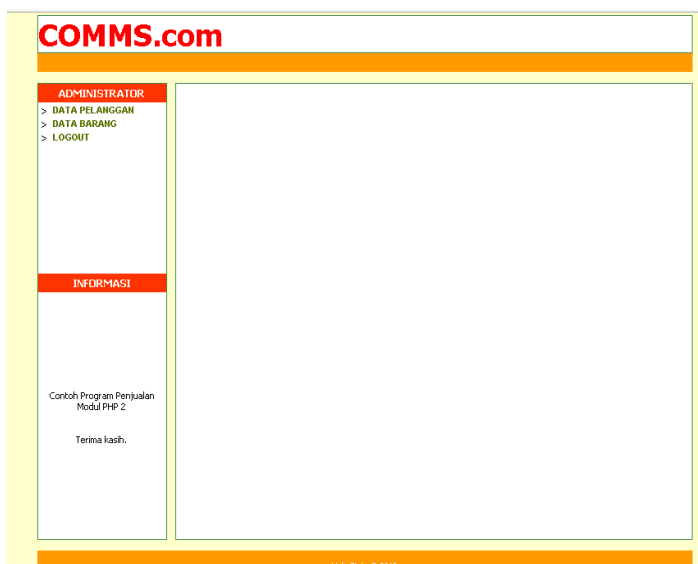 COMMS.com
ADMINISTRATOR
> DATA PELANGGAN
> DATA BARANG
> LOGOUT
INFORMASI
Contoh Program Penjualan
Modul PHP 2
Terima kasih.